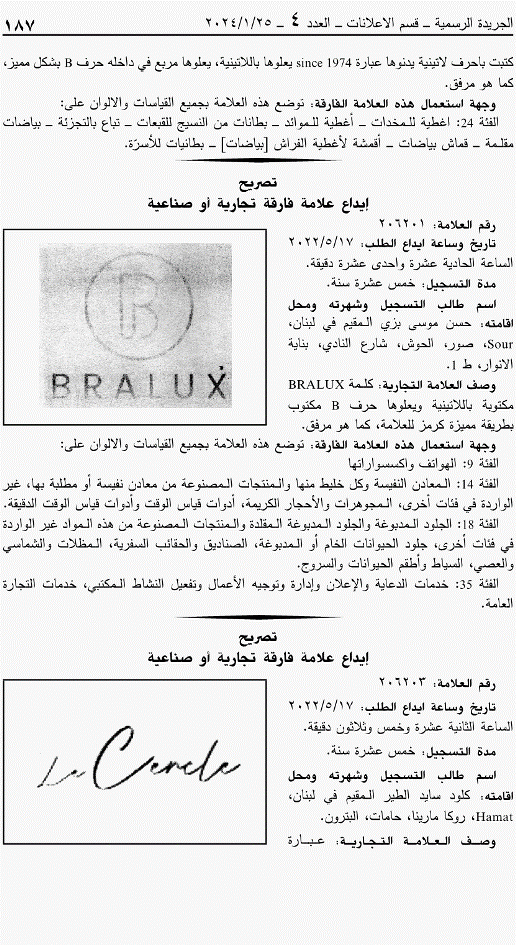 الجريدة الرسمية ــ قسم الاعلانات ــ العدد ٤ ــ ٢٠٢٤/١/٢٥
١٨٧
كتبت باحرف لاتينية يدنوها عبارة since 1974 يعلوها باللاتينية، يعلوها مربع في داخله حرف B بشكل مميز،
كما هو مرفق.
وجهة استعمال هذه العلامة الفارقة: توضع هذه العلامة بجميع القياسات والالوان على:
الفئة 24: اغطية للمخدات ــ أغطية للموائد ــ بطانات من النسيج للقبعات ــ تباع بالتجزئة ــ بياضات
مقلمة ــ قماش بياضات ــ أقمشة لأغطية الفراش [بياضات] ــ بطانيات للأسرّة.
تصريح
إيداع علامة فارقة تجارية أو صناعية
رقم العلامة: ٢٠٦٢٠١
تاريخ وساعة ايداع الطلب: ٢٠٢٢/٥/١٧
الساعة الحادية عشرة واحدى عشرة دقيقة.
مدة التسجيل: خمس عشرة سنة.
اسم طالب التسجيل وشهرته ومحل
اقامته: حسن موسى بزي المقيم في لبنان،
Sour، صور، الحوش، شارع النادي، بناية
الانوار، ط 1.
وصف العلامة التجارية: كلمة BRALUX
مكتوبة باللاتينية ويعلوها حرف B مكتوب
بطريقة مميزة كرمز للعلامة، كما هو مرفق.
B
BRALUX
وجهة استعمال هذه العلامة الفارقة: توضع هذه العلامة بجميع القياسات والالوان على:
الفئة 9: الهواتف واكسسواراتها
الفئة 14: المعادن النفيسة وكل خليط منها والمنتجات المصنوعة من معادن نفيسة أو مطلية بها، غير
الواردة في فئات أخرى، المجوهرات والأحجار الكريمة، أدوات قياس الوقت وأدوات قياس الوقت الدقيقة.
الفئة 18: الجلود المدبوغة والجلود المدبوغة المقلدة والمنتجات المصنوعة من هذه المواد غير الواردة
في فئات أخرى، جلود الحيوانات الخام أو المدبوغة، الصناديق والحقائب السفرية، المظلات والشماسي
والعصي، السياط وأطقم الحيوانات والسروج.
الفئة 35: خدمات الدعاية والإعلان وإدارة وتوجيه الأعمال وتفعيل النشاط المكتبي، خدمات التجارة
العامة.
تصريح
إيداع علامة فارقة تجارية أو صناعية
رقم العلامة: ٢٠٦٢٠٣
تاريخ وساعة ايداع الطلب: ٢٠٢٢/٥/١٧
الساعة الثانية عشرة وخمس وثلاثون دقيقة.
مدة التسجيل: خمس عشرة سنة.
اسم طالب التسجيل وشهرته ومحل
اقامته: كلود سايد الطير المقيم في لبنان،
Hamat، روكا مارينا، حامات، البترون.
وصف العلامة التجارية: عبارة
Le Cercle